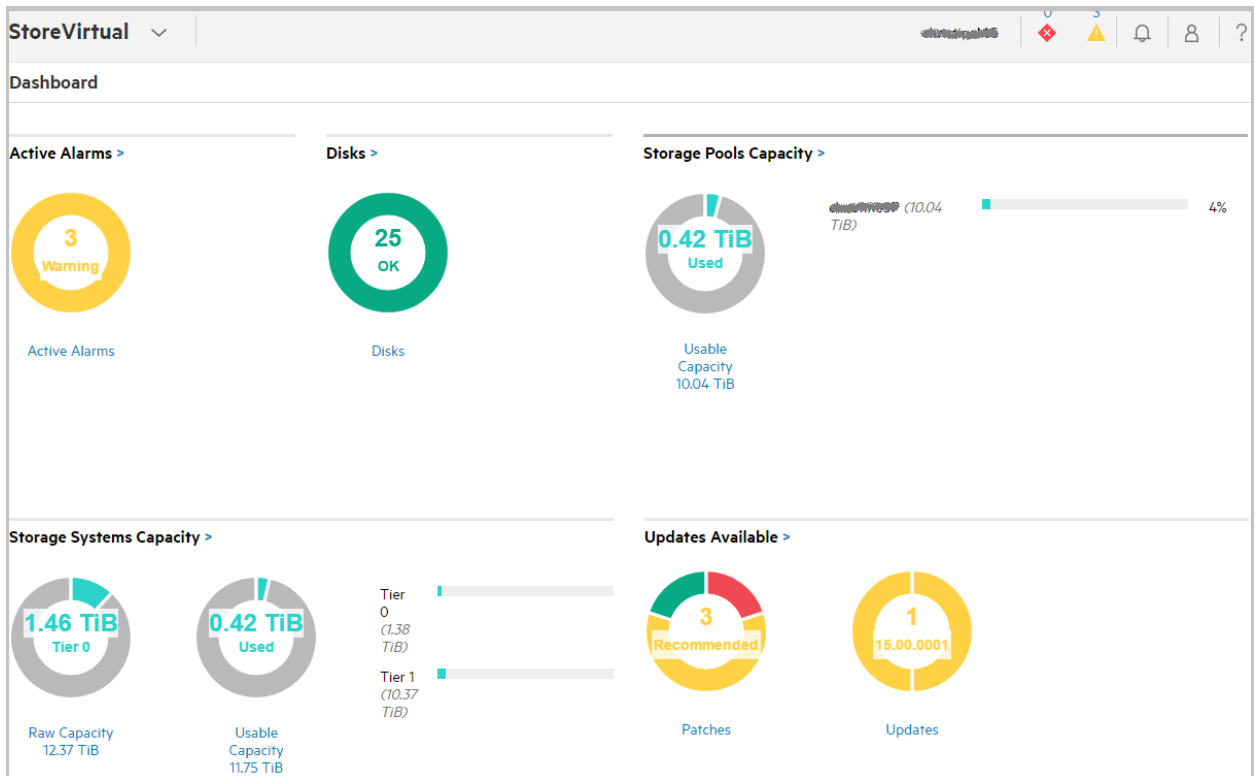 StoreVirtual
0 3 ?
Dashboard
Active Alarms >
3
Warning
Active Alarms
Disks >
25
OK
Disks
Storage Pools Capacity >
0.42 TiB
Used
Usable
Capacity
10.04 TiB
(10.04
TiB)
4%
Storage Systems Capacity >
1.46 TiB
Tier 0
Raw Capacity
12.37 TiB
0.42 TiB
Used
Usable
Capacity
11.75 TiB
Tier
0
(1.38
TiB)
Tier 1
(10.37
TiB)
Updates Available >
3
Recommended
Patches
1
15.00.0001
Updates